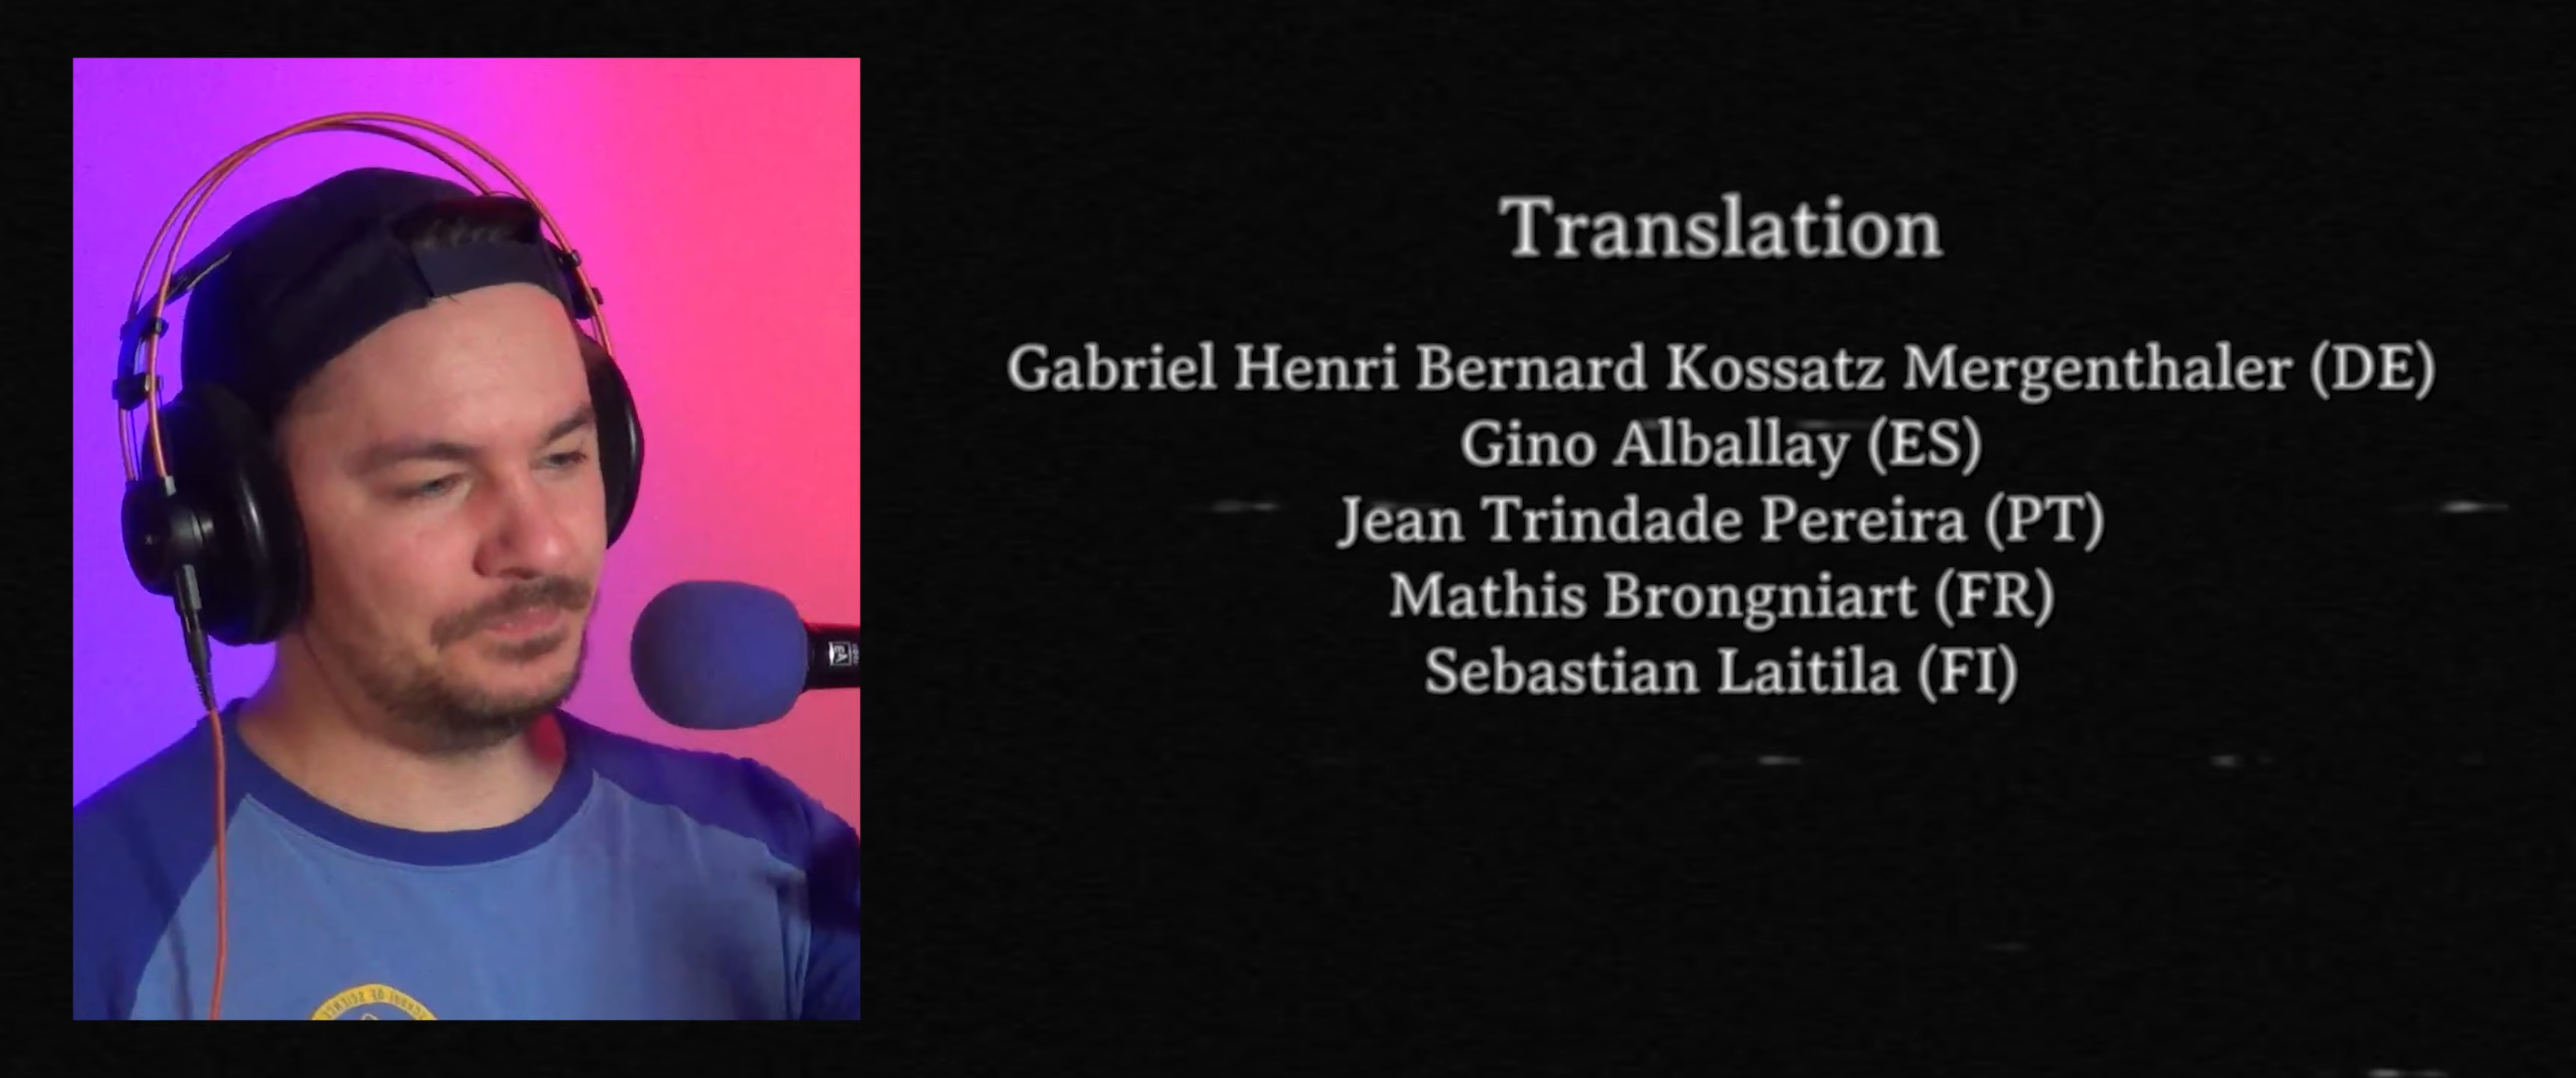 Translation
Gabriel Henri Bernard Kossatz Mergenthaler (DE)
Gino Alballay (ES)
Jean Trindade Pereira (PT)
Mathis Brongniart (FR)
Sebastian Laitila (FI)